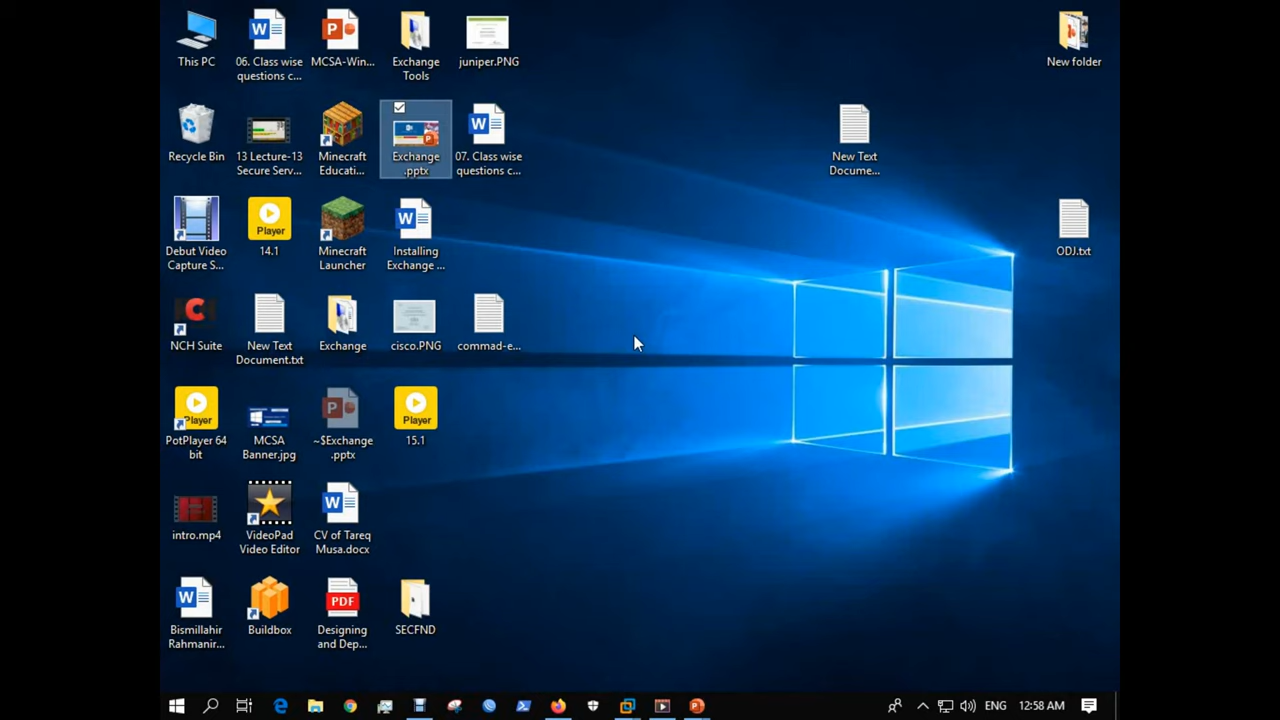 This PC
06. Class wise
questions c...
MCSA-Win...
Exchange
Tools
juniper.PNG
New folder
Recycle Bin
13 Lecture-13
Secure Serv...
Minecraft
Educati...
Exchange
.pptx
07. Class wise
questions c...
New Text
Docume...
Debut Video
Capture S...
Player
14.1
Minecraft
Launcher
Installing
Exchange ...
ODJ.txt
NCH Suite
New Text
Document.txt
Exchange
cisco.PNG
commad-e...
Player
PotPlayer 64
bit
MCSA
Banner.jpg
~$Exchange
.pptx
Player
15.1
intro.mp4
VideoPad
Video Editor
CV of Tareq
Musa.docx
Bismillahir
Rahmanir...
Buildbox
PDF
Designing
and Dep...
SECFND
ENG
12:58 AM